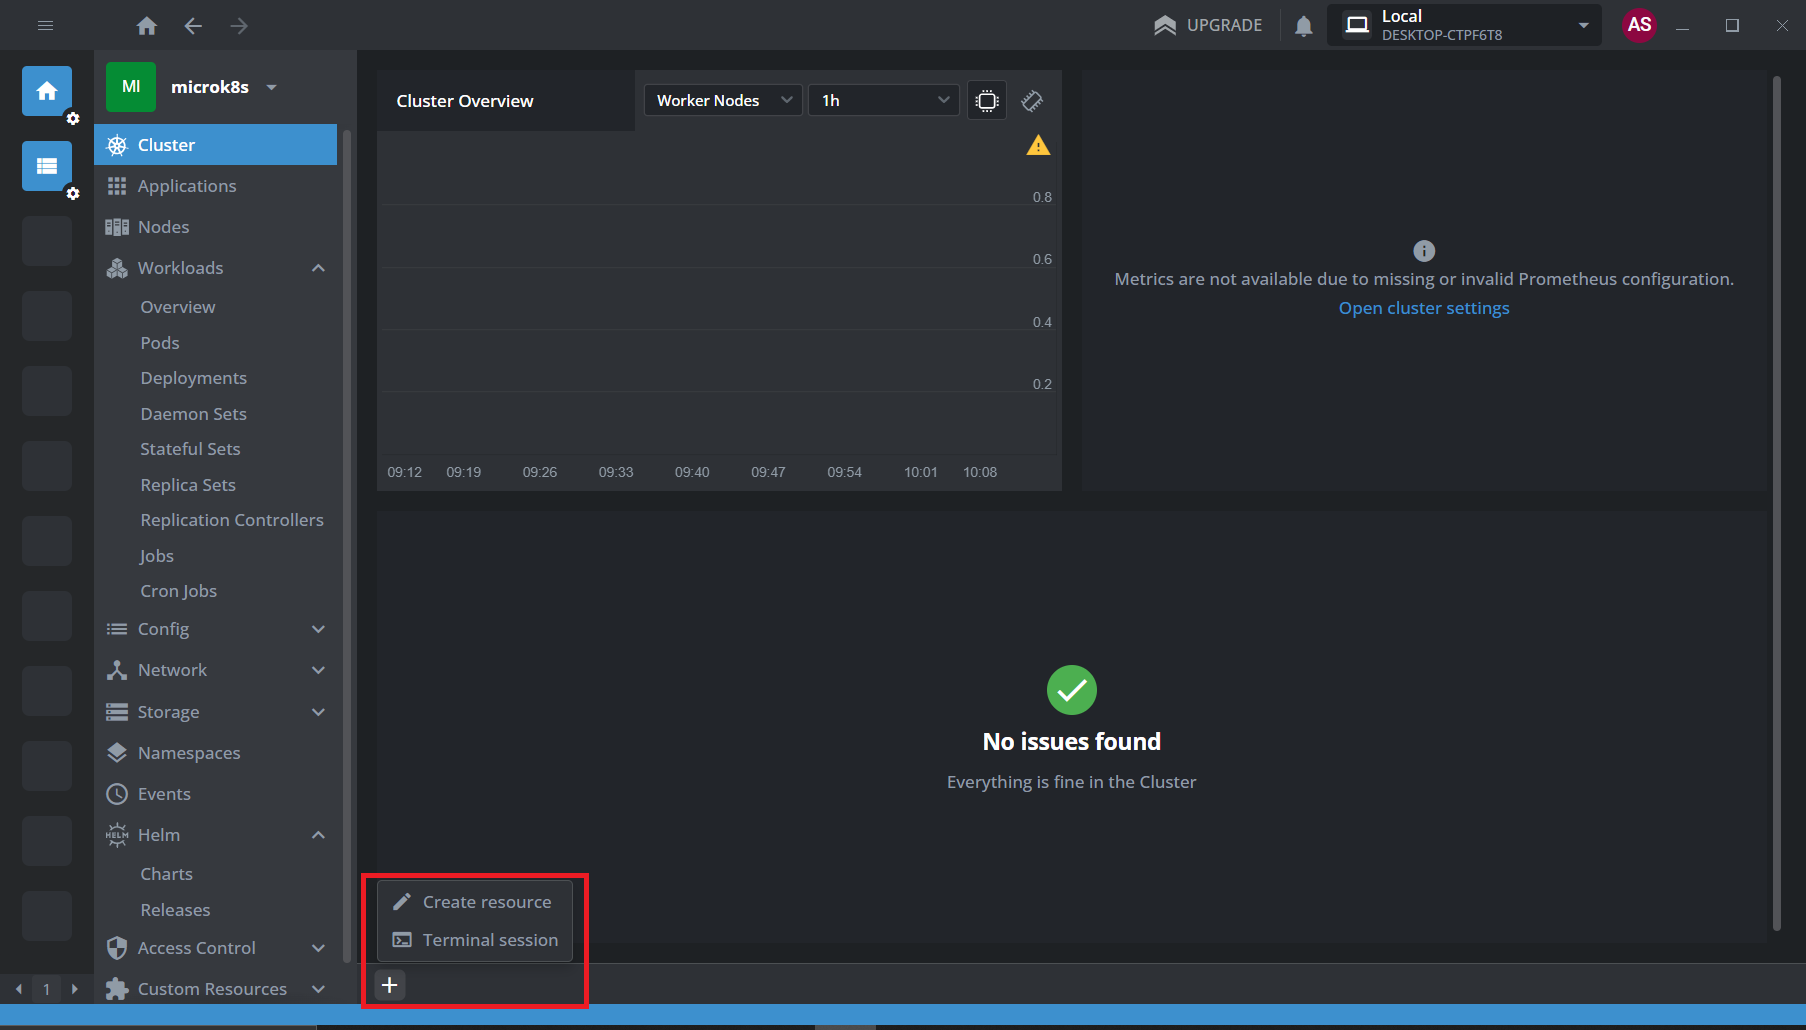 UPGRADE
Local
DESKTOP-CTPF6T8
AS
MI
microk8s
Cluster
Applications
Nodes
Workloads
Overview
Pods
Deployments
Daemon Sets
Stateful Sets
Replica Sets
Replication Controllers
Jobs
Cron Jobs
Config
Network
Storage
Namespaces
Events
HELM
Helm
Charts
Releases
Access Control
Custom Resources
1
Cluster Overview
Worker Nodes
1h
0.8
0.6
0.4
0.2
09:12 09:19 09:26 09:33 09:40 09:47 09:54 10:01 10:08
Metrics are not available due to missing or invalid Prometheus configuration.
Open cluster settings
No issues found
Everything is fine in the Cluster
Create resource
Terminal session